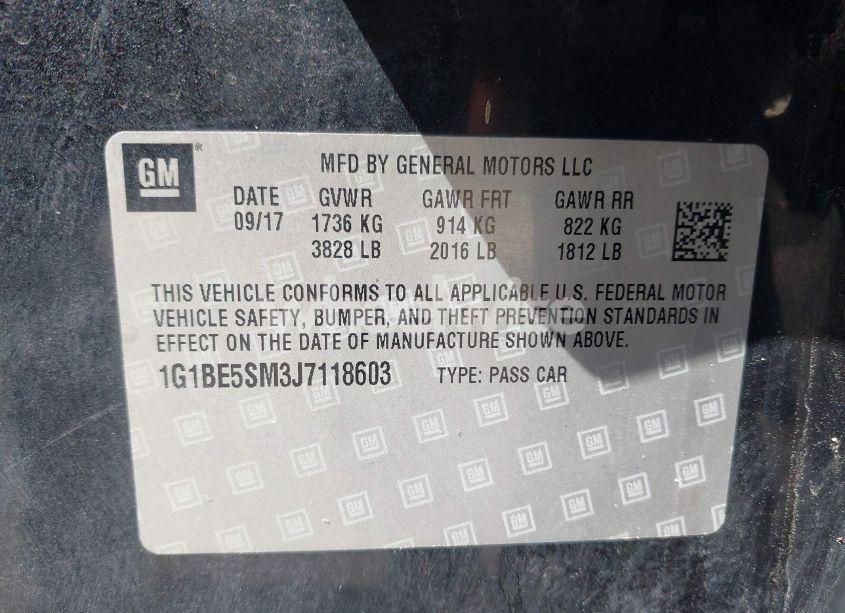 GM
MFD BY GENERAL MOTORS LLC
DATE GVWR GAWR FRT GAWR RR
09/17 1736 KG 914 KG 822 KG
3828 LB 2016 LB 1812 LB
THIS VEHICLE CONFORMS TO ALL APPLICABLE U.S. FEDERAL MOTOR
VEHICLE SAFETY, BUMPER, AND THEFT PREVENTION STANDARDS IN
EFFECT ON THE DATE OF MANUFACTURE SHOWN ABOVE.
1G1BE5SM3J7118603 TYPE: PASS CAR